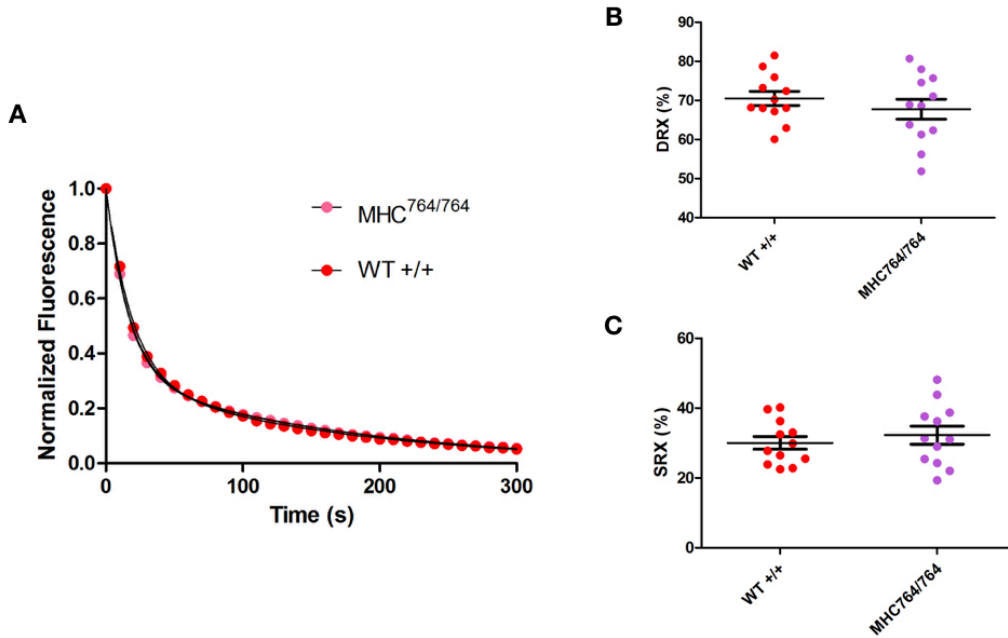 A
Normalized Fluorescence
1.0
0.8
0.6
0.4
0.2
0.0
0
100
200
300
Time (s)
MHC764/764
WT +/+
B
DRX (%)
90
80
70
60
50
40
WT +/+
MHC764/764
C
SRX (%)
60
40
20
0
WT +/+
MHC764/764